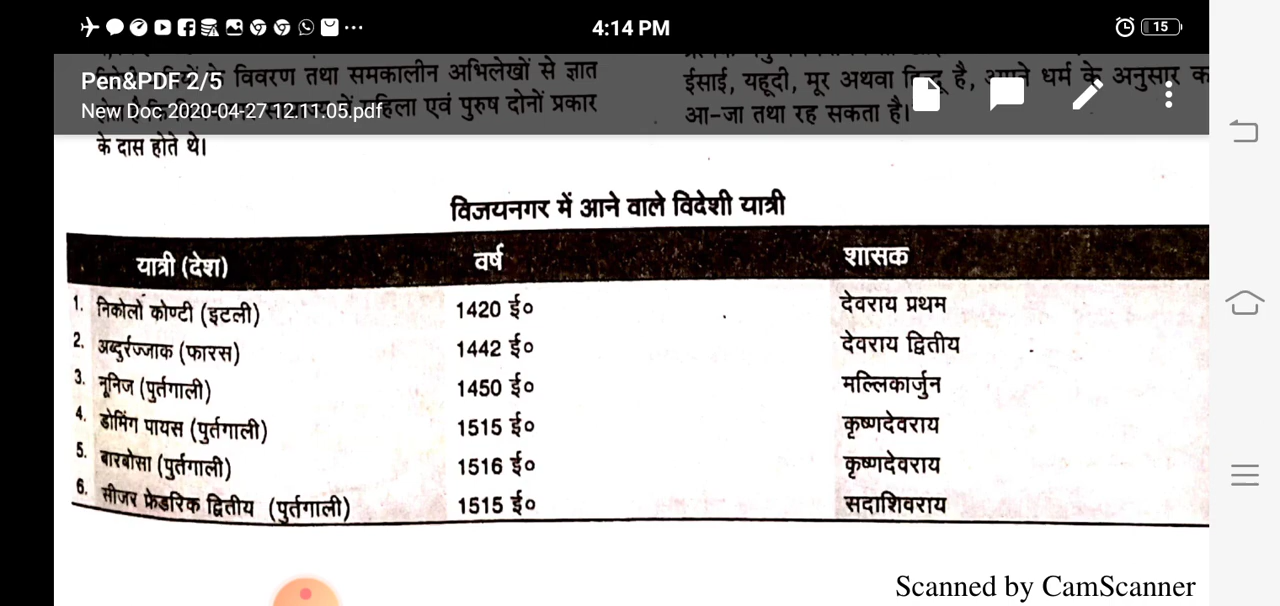 4:14 PM
15
विवरण तथा समकालीन अभिलेखों से ज्ञात
महिला एवं पुरुष दोनों प्रकार
के दास होते थे।
ईसाई, यहूदी, मूर अथवा हिन्दू है, अपने धर्म के अनुसार
आ-जा तथा रह सकता है।
Pen&PDF 2/5
New Doc 2020-04-27 12.11.05.pdf
विजयनगर में आने वाले विदेशी यात्री
यात्री (देश) वर्ष शासक
1. निकोलो कोण्टी (इटली) 1420 ई० देवराय प्रथम
2. अब्दुर्रज्जाक (फारस) 1442 ई० देवराय द्वितीय
3. नूनिज (पुर्तगाली) 1450 ई० मल्लिकार्जुन
4. डोमिंग पायस (पुर्तगाली) 1515 ई० कृष्णदेवराय
5. बारबोसा (पुर्तगाली) 1516 ई० कृष्णदेवराय
6. सीजर फ्रेडरिक द्वितीय (पुर्तगाली) 1515 ई० सदाशिवराय
Scanned by CamScanner